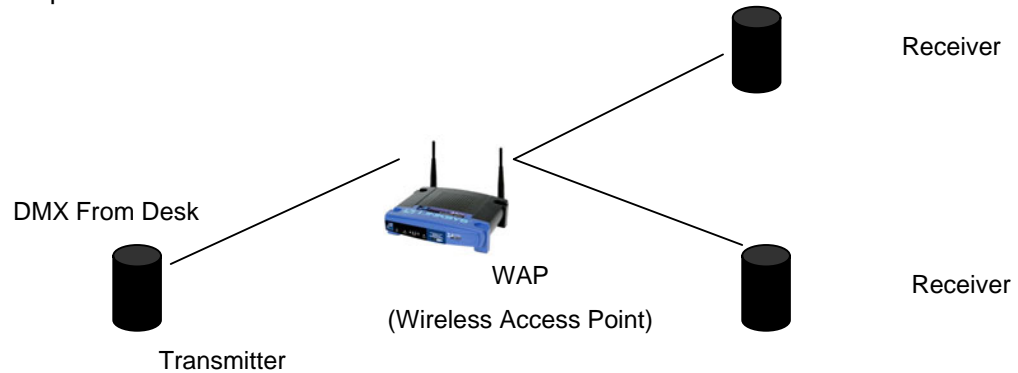 Receiver
DMX From Desk
WAP
(Wireless Access Point)
Receiver
Transmitter